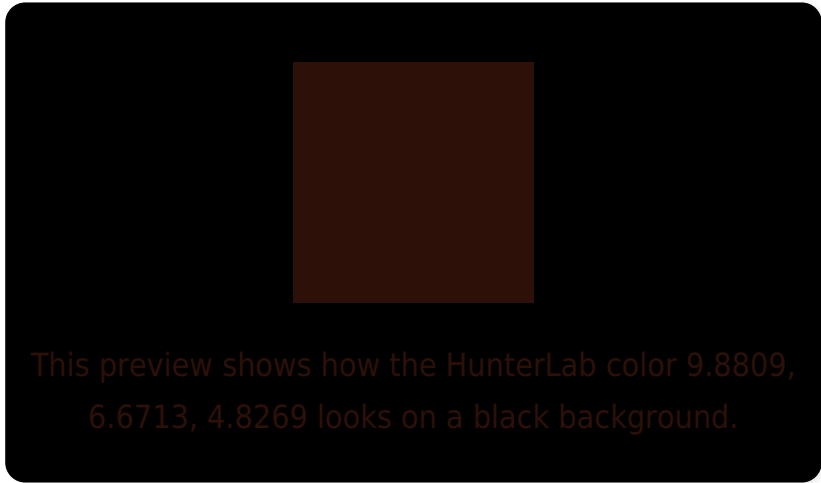 This preview shows how the HunterLab color 9.8809,
6.6713, 4.8269 looks on a black background.